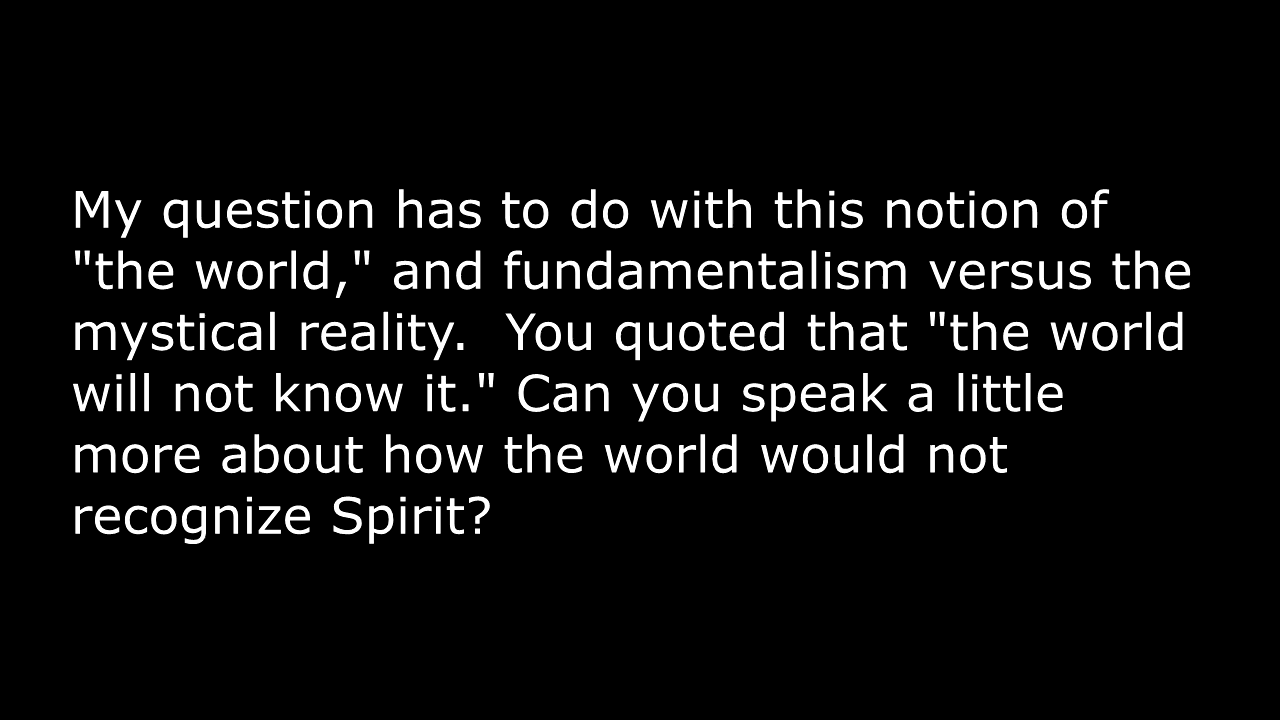 My question has to do with this notion of
"the world," and fundamentalism versus the
mystical reality.  You quoted that "the world
will not know it." Can you speak a little
more about how the world would not
recognize Spirit?